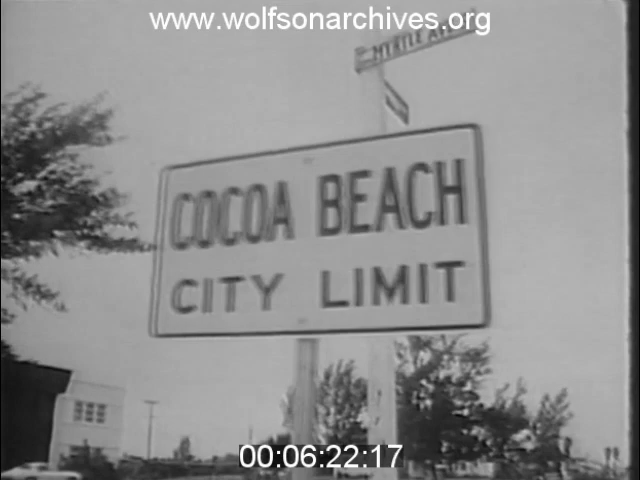 www.wolfsonarchives.org
MYRTLE AVE
COCOA BEACH
CITY LIMIT
00:06:22:17